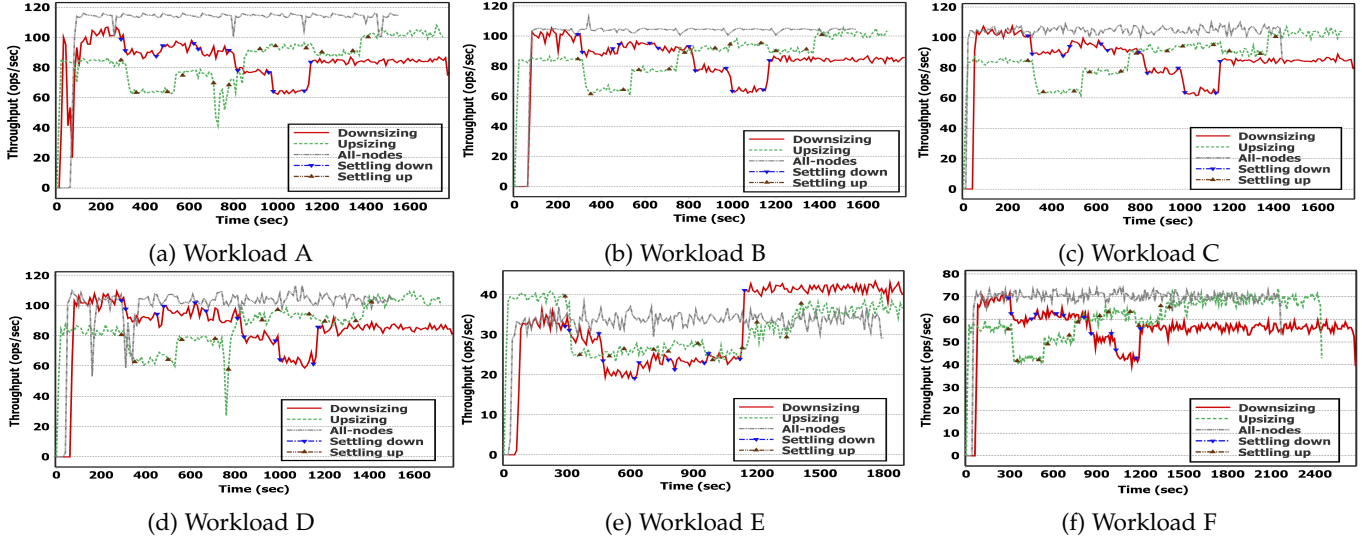 Throughput (ops/sec)
120
100
80
60
40
20
0
Downsizing
Upsizing
All-nodes
Settling down
Settling up
0 200 400 600 800 1000 1200 1400 1600
Time (sec)
(a) Workload A
Throughput (ops/sec)
120
100
80
60
40
20
0
Downsizing
Upsizing
All-nodes
Settling down
Settling up
0 200 400 600 800 1000 1200 1400 1600
Time (sec)
(b) Workload B
Throughput (ops/sec)
120
100
80
60
40
20
0
Downsizing
Upsizing
All-nodes
Settling down
Settling up
0 200 400 600 800 1000 1200 1400 1600
Time (sec)
(c) Workload C
Throughput (ops/sec)
120
100
80
60
40
20
0
Downsizing
Upsizing
All-nodes
Settling down
Settling up
0 200 400 600 800 1000 1200 1400 1600
Time (sec)
(d) Workload D
Throughput (ops/sec)
40
30
20
10
0
Downsizing
Upsizing
All-nodes
Settling down
Settling up
0 300 600 900 1200 1500 1800
Time (sec)
(e) Workload E
Throughput (ops/sec)
80
70
60
50
40
30
20
10
0
Downsizing
Upsizing
All-nodes
Settling down
Settling up
0 300 600 900 1200 1500 1800 2100 2400
Time (sec)
(f) Workload F